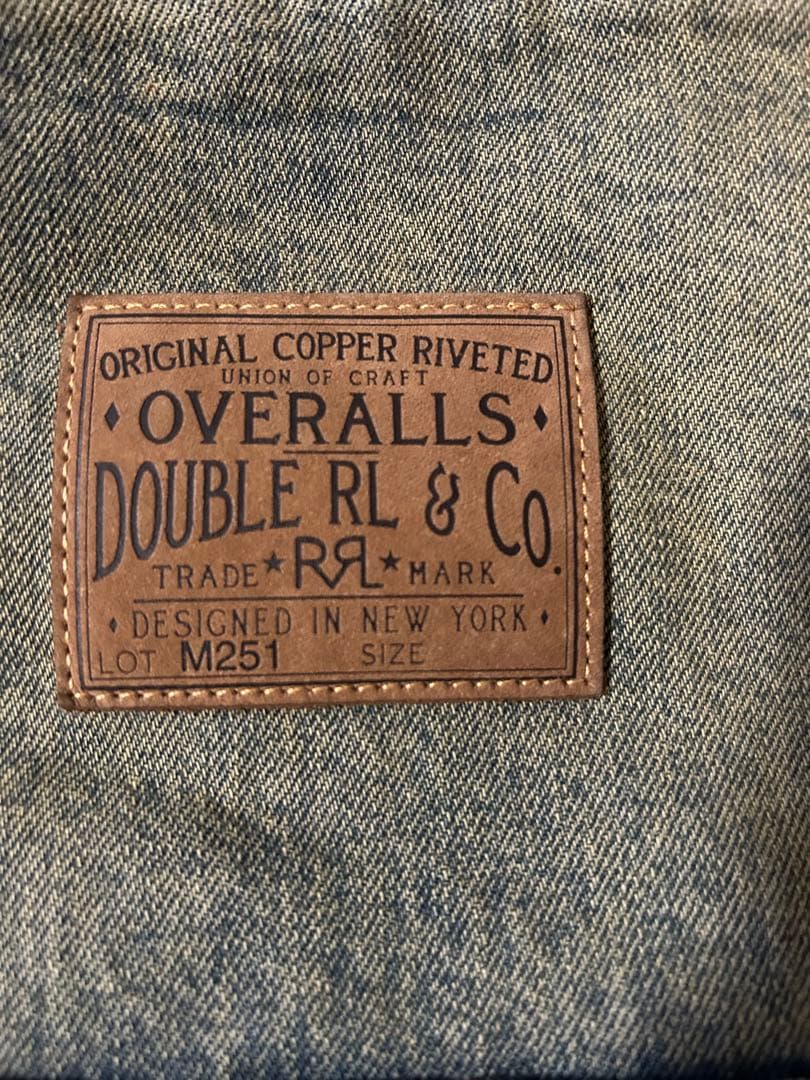 ORIGINAL COPPER RIVETED
UNION OF CRAFT
OVERALLS
DOUBLE RL & Co.
TRADE ★ RRL ★ MARK
DESIGNED IN NEW YORK
LOT M251 SIZE